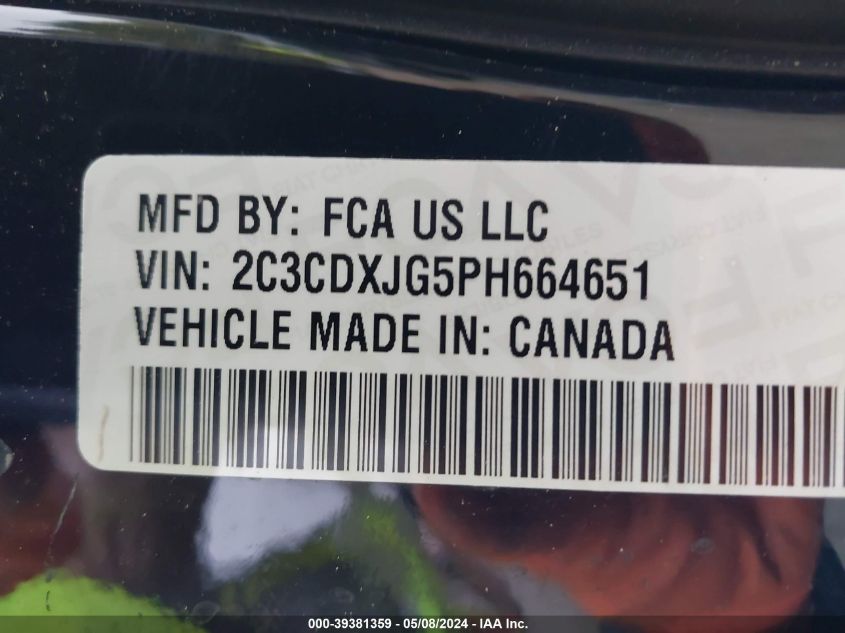 MFD BY: FCA US LLC
VIN: 2C3CDXJG5PH664651
VEHICLE MADE IN: CANADA
000-39381359 - 05/08/2024 - IAA Inc.